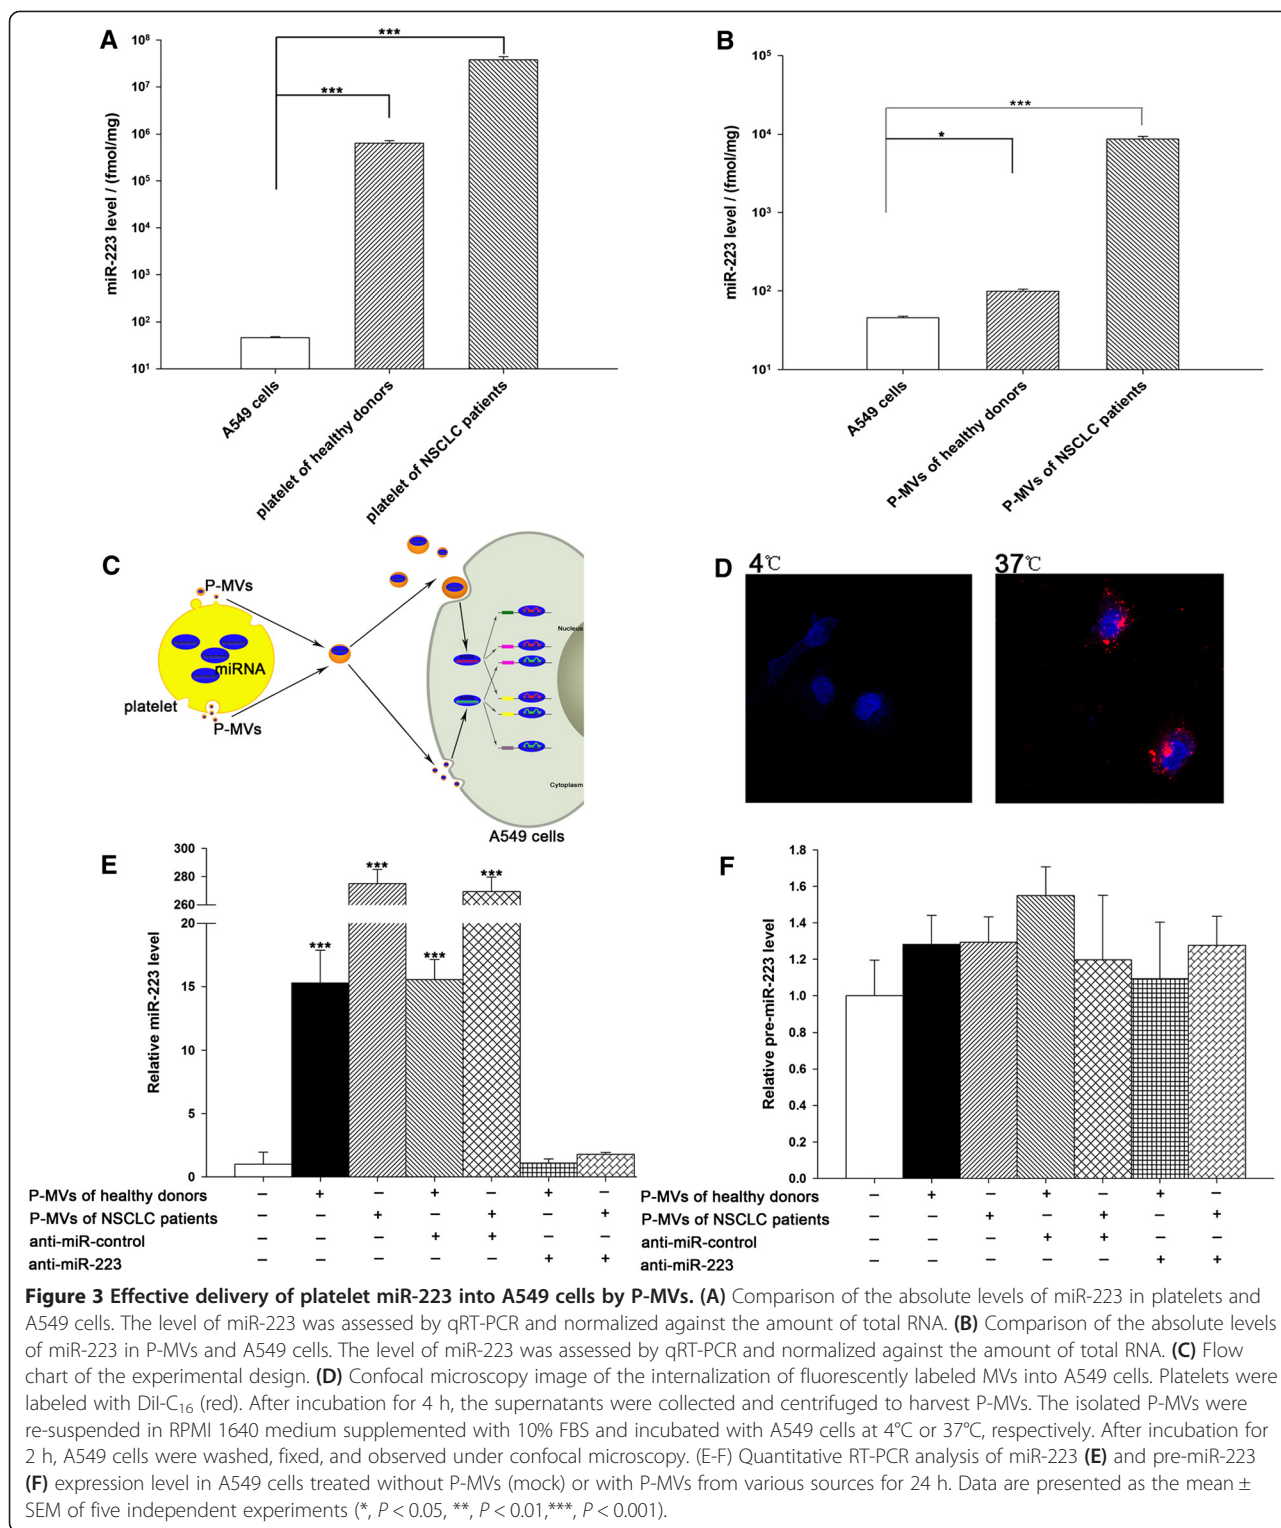 A
***
***
10⁸
10⁷
10⁶
10⁵
10⁴
10³
10²
10¹
miR-223 level / (fmol/mg)
A549 cells
platelet of healthy donors
platelet of NSCLC patients
B
***
*
10⁵
10⁴
10³
10²
10¹
miR-223 level / (fmol/mg)
A549 cells
P-MVs of healthy donors
P-MVs of NSCLC patients
C
P-MVs
miRNA
platelet
P-MVs
Nucleus
Cytoplasm
A549 cells
D
4℃
37℃
E
300
280
260
20
15
10
5
0
Relative miR-223 level
*** *** *** ***
P-MVs of healthy donors – + – + – + –
P-MVs of NSCLC patients – – + – + – +
anti-miR-control – – – + + – –
anti-miR-223 – – – – – + +
F
1.8
1.6
1.4
1.2
1.0
0.8
0.6
0.4
0.2
0.0
Relative pre-miR-223 level
P-MVs of healthy donors – + – + – + –
P-MVs of NSCLC patients – – + – + – +
anti-miR-control – – – + + – –
anti-miR-223 – – – – – + +
Figure 3 Effective delivery of platelet miR-223 into A549 cells by P-MVs. (A) Comparison of the absolute levels of miR-223 in platelets and
A549 cells. The level of miR-223 was assessed by qRT-PCR and normalized against the amount of total RNA. (B) Comparison of the absolute levels
of miR-223 in P-MVs and A549 cells. The level of miR-223 was assessed by qRT-PCR and normalized against the amount of total RNA. (C) Flow
chart of the experimental design. (D) Confocal microscopy image of the internalization of fluorescently labeled MVs into A549 cells. Platelets were
labeled with DiI-C₁₆ (red). After incubation for 4 h, the supernatants were collected and centrifuged to harvest P-MVs. The isolated P-MVs were
re-suspended in RPMI 1640 medium supplemented with 10% FBS and incubated with A549 cells at 4°C or 37°C, respectively. After incubation for
2 h, A549 cells were washed, fixed, and observed under confocal microscopy. (E-F) Quantitative RT-PCR analysis of miR-223 (E) and pre-miR-223
(F) expression level in A549 cells treated without P-MVs (mock) or with P-MVs from various sources for 24 h. Data are presented as the mean ±
SEM of five independent experiments (*, P < 0.05, **, P < 0.01,***, P < 0.001).